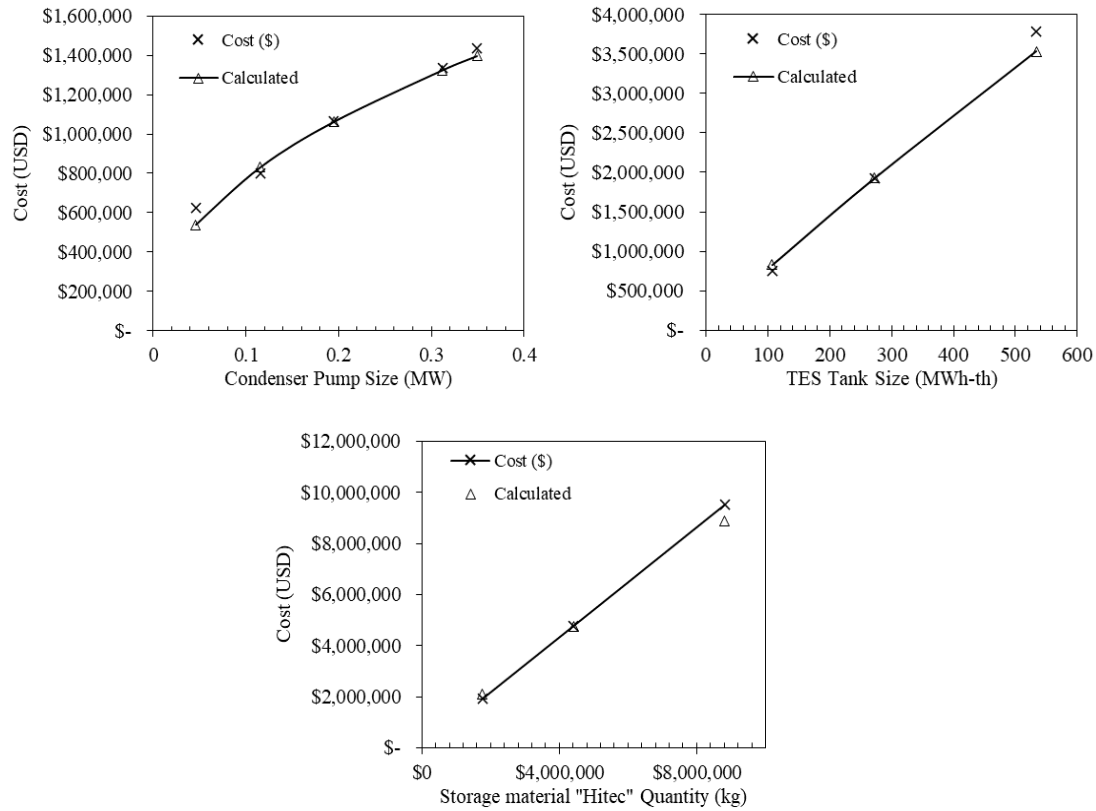 $1,600,000
$1,400,000
$1,200,000
$1,000,000
$800,000
$600,000
$400,000
$200,000
$-
Cost (USD)
Cost ($)
Calculated
0 0.1 0.2 0.3 0.4
Condenser Pump Size (MW)
$4,000,000
$3,500,000
$3,000,000
$2,500,000
$2,000,000
$1,500,000
$1,000,000
$500,000
$-
Cost (USD)
Cost ($)
Calculated
0 100 200 300 400 500 600
TES Tank Size (MWh-th)
$12,000,000
$10,000,000
$8,000,000
$6,000,000
$4,000,000
$2,000,000
$-
Cost (USD)
Cost ($)
Calculated
$0 $4,000,000 $8,000,000
Storage material "Hitec" Quantity (kg)